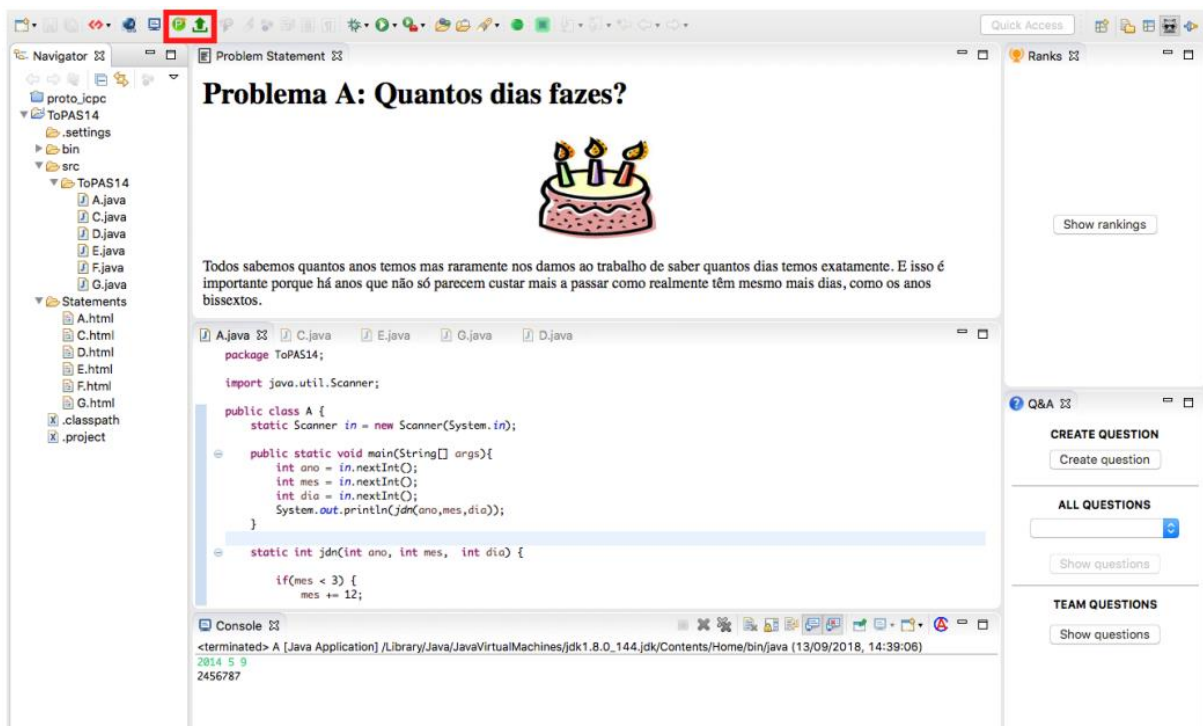 Quick Access
Navigator
proto_icpc
ToPAS14
.settings
bin
src
ToPAS14
A.java
C.java
D.java
E.java
F.java
G.java
Statements
A.html
C.html
D.html
E.html
F.html
G.html
.classpath
.project
Problem Statement
Problema A: Quantos dias fazes?
Todos sabemos quantos anos temos mas raramente nos damos ao trabalho de saber quantos dias temos exatamente. E isso é
importante porque há anos que não só parecem custar mais a passar como realmente têm mesmo mais dias, como os anos
bissextos.
A.java C.java E.java G.java D.java
package ToPAS14;
import java.util.Scanner;
public class A {
static Scanner in = new Scanner(System.in);
public static void main(String[] args){
int ano = in.nextInt();
int mes = in.nextInt();
int dia = in.nextInt();
System.out.println(jdn(ano,mes,dia));
}
static int jdn(int ano, int mes, int dia) {
if(mes < 3) {
mes += 12;
Console
<terminated> A [Java Application] /Library/Java/JavaVirtualMachines/jdk1.8.0_144.jdk/Contents/Home/bin/java (13/09/2018, 14:39:06)
2014 5 9
2456787
Ranks
Show rankings
Q&A
CREATE QUESTION
Create question
ALL QUESTIONS
Show questions
TEAM QUESTIONS
Show questions